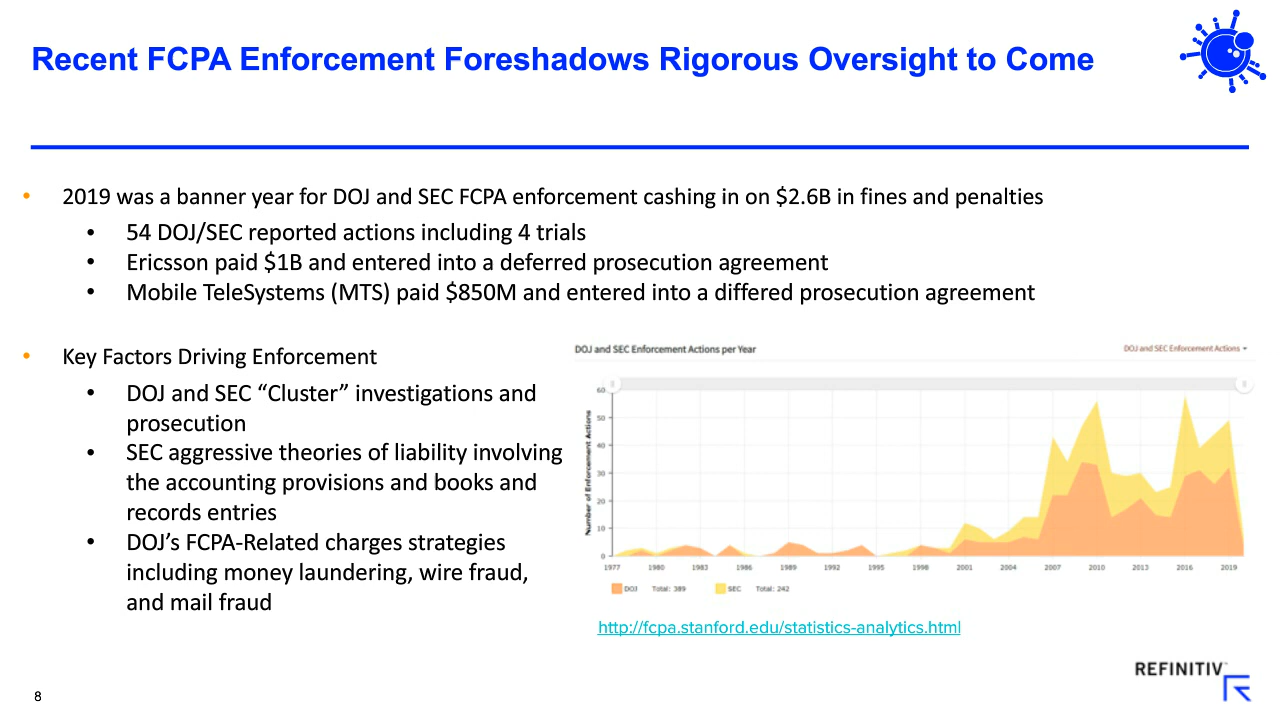 Recent FCPA Enforcement Foreshadows Rigorous Oversight to Come
• 2019 was a banner year for DOJ and SEC FCPA enforcement cashing in on $2.6B in fines and penalties
• 54 DOJ/SEC reported actions including 4 trials
• Ericsson paid $1B and entered into a deferred prosecution agreement
• Mobile TeleSystems (MTS) paid $850M and entered into a differed prosecution agreement
• Key Factors Driving Enforcement
• DOJ and SEC “Cluster” investigations and
prosecution
• SEC aggressive theories of liability involving
the accounting provisions and books and
records entries
• DOJ’s FCPA-Related charges strategies
including money laundering, wire fraud,
and mail fraud
DOJ and SEC Enforcement Actions per Year
DOJ and SEC Enforcement Actions
Number of Enforcement Actions
60
50
40
30
20
10
0
1977 1980 1983 1986 1989 1992 1995 1998 2001 2004 2007 2010 2013 2016 2019
DOJ Total: 389 SEC Total: 242
http://fcpa.stanford.edu/statistics-analytics.html
REFINITIV
8